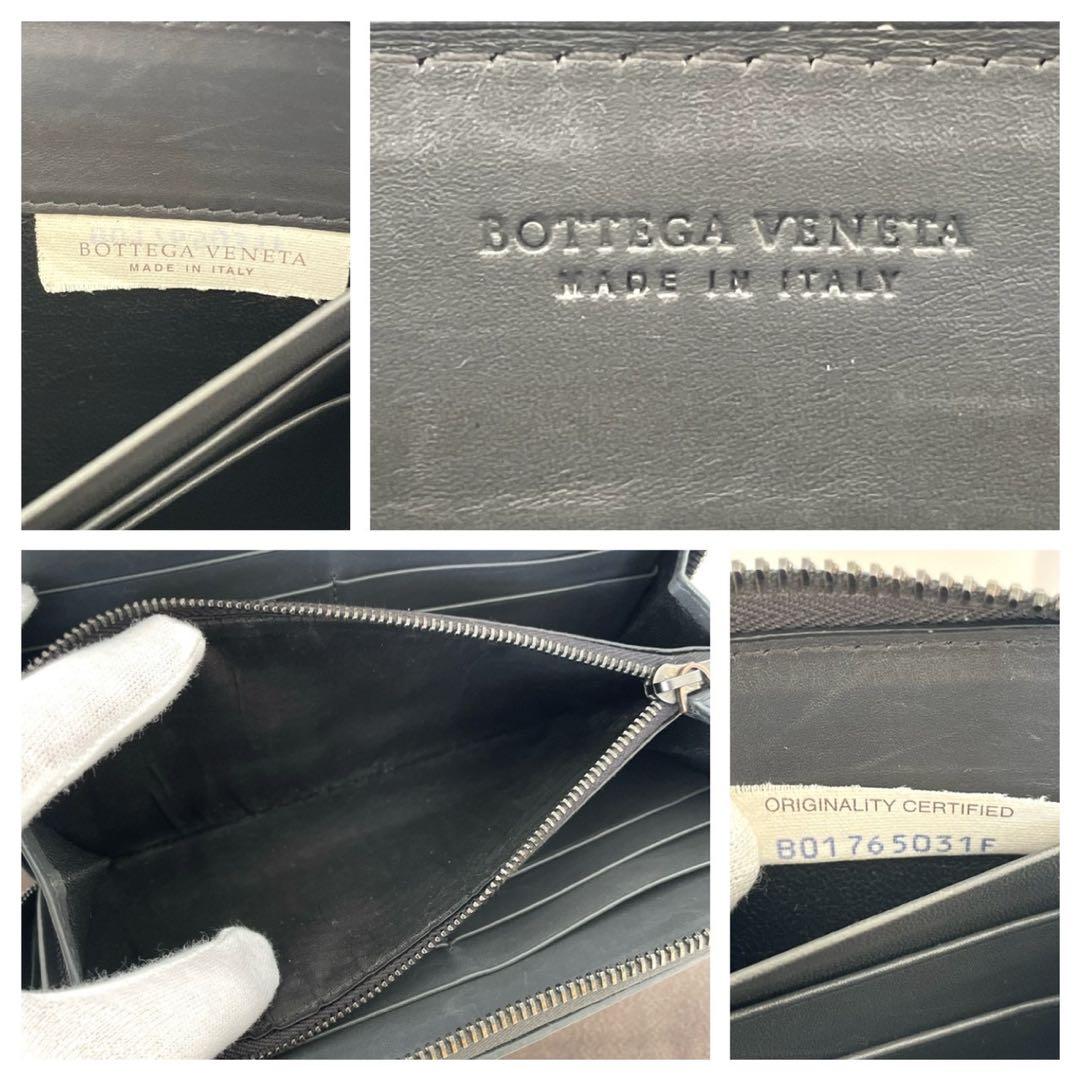 BOTTEGA VENETA
MADE IN ITALY
BOTTEGA VENETA
MADE IN ITALY
ORIGINALITY CERTIFIED
B01765031F